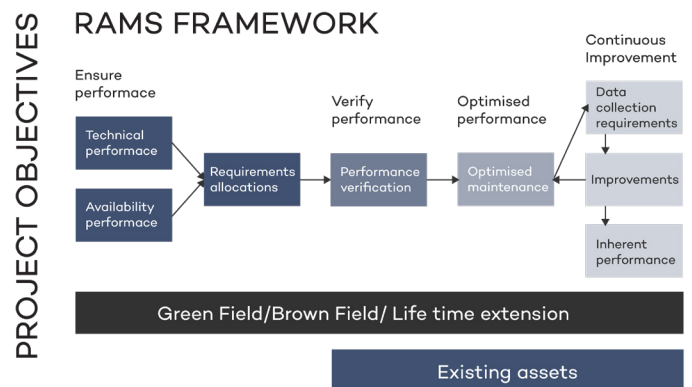 PROJECT OBJECTIVES
RAMS FRAMEWORK
Ensure
performace
Technical
performace
Availability
performace
Requirements
allocations
Verify
performance
Performance
verification
Optimised
performance
Optimised
maintenance
Continuous
Improvement
Data
collection
requirements
Improvements
Inherent
performance
Green Field/Brown Field/ Life time extension
Existing assets